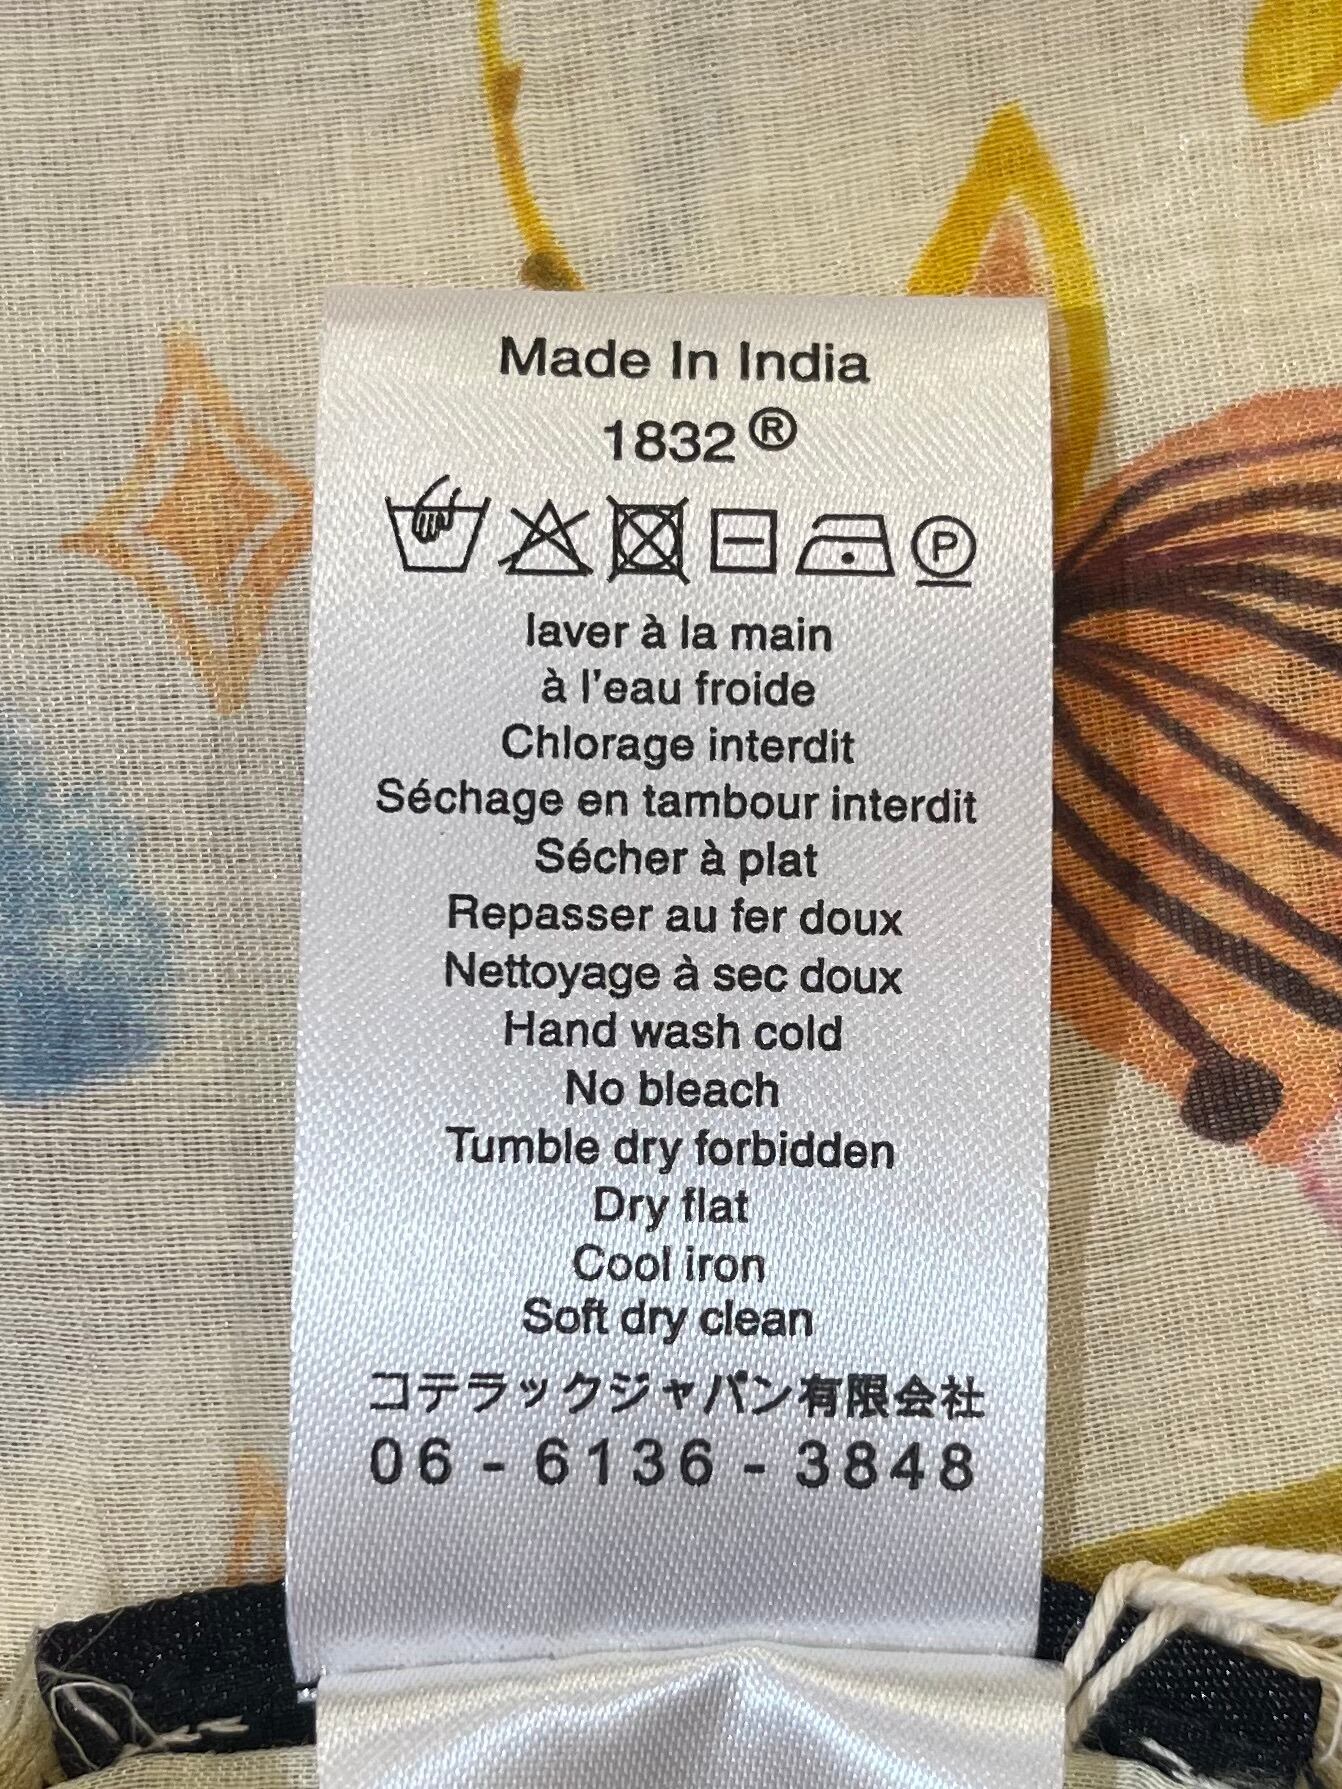 Made In India
1832®
P
laver à la main
à l'eau froide
Chlorage interdit
Séchage en tambour interdit
Sécher à plat
Repasser au fer doux
Nettoyage à sec doux
Hand wash cold
No bleach
Tumble dry forbidden
Dry flat
Cool iron
Soft dry clean
コテラックジャパン有限会社
06-6136-3848